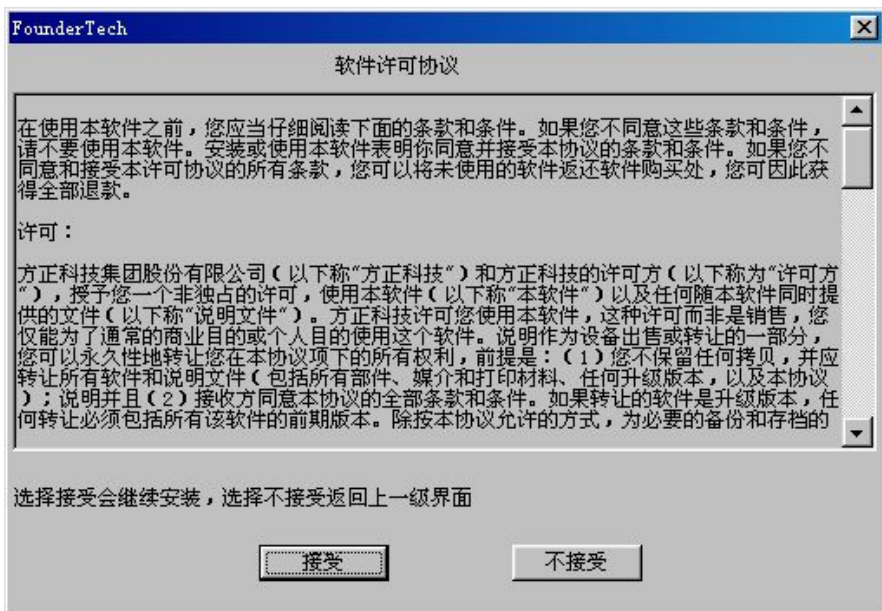 FounderTech
软件许可协议
在使用本软件之前，您应当仔细阅读下面的条款和条件。如果您不同意这些条款和条件，
请不要使用本软件。安装或使用本软件表明你同意并接受本协议的条款和条件。如果您不
同意和接受本许可协议的所有条款，您可以将未使用的软件返还软件购买处，您可因此获
得全部退款。
许可：
方正科技集团股份有限公司（以下称“方正科技”）和方正科技的许可方（以下称为“许可方
”），授予您一个非独占的许可，使用本软件（以下称“本软件”）以及任何随本软件同时提
供的文件（以下称“说明文件”）。方正科技许可您使用本软件，这种许可而非是销售，您
仅能为了通常的商业目的或个人目的使用这个软件。说明作为设备出售或转让的一部分，
您可以永久性地转让您在本协议项下的所有权利，前提是：（1）您不保留任何拷贝，并应
转让所有软件和说明文件（包括所有部件、媒介和打印材料、任何升级版本，以及本协议
）；说明并且（2）接收方同意本协议的全部条款和条件。如果转让的软件是升级版本，任
何转让必须包括所有该软件的前期版本。除按本协议允许的方式，为必要的备份和存档的
选择接受会继续安装，选择不接受返回上一级界面
接受
不接受